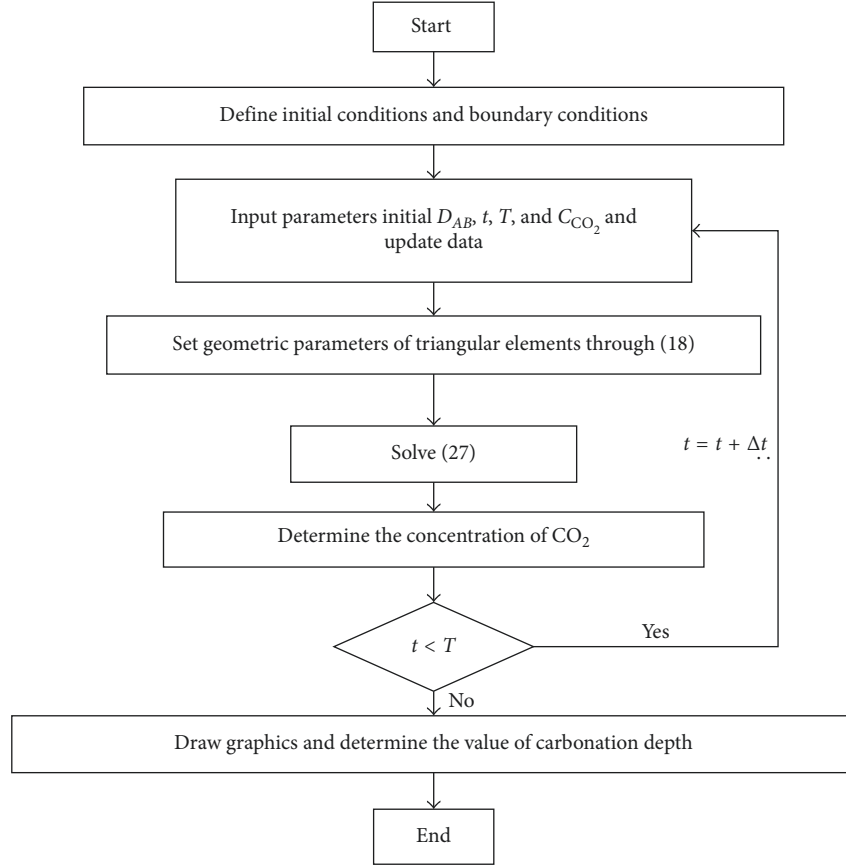 Start
Define initial conditions and boundary conditions
Input parameters initial D_AB, t, T, and C_CO₂ and
update data
Set geometric parameters of triangular elements through (18)
Solve (27)
t = t + Δt
Determine the concentration of CO₂
t < T
Yes
No
Draw graphics and determine the value of carbonation depth
End